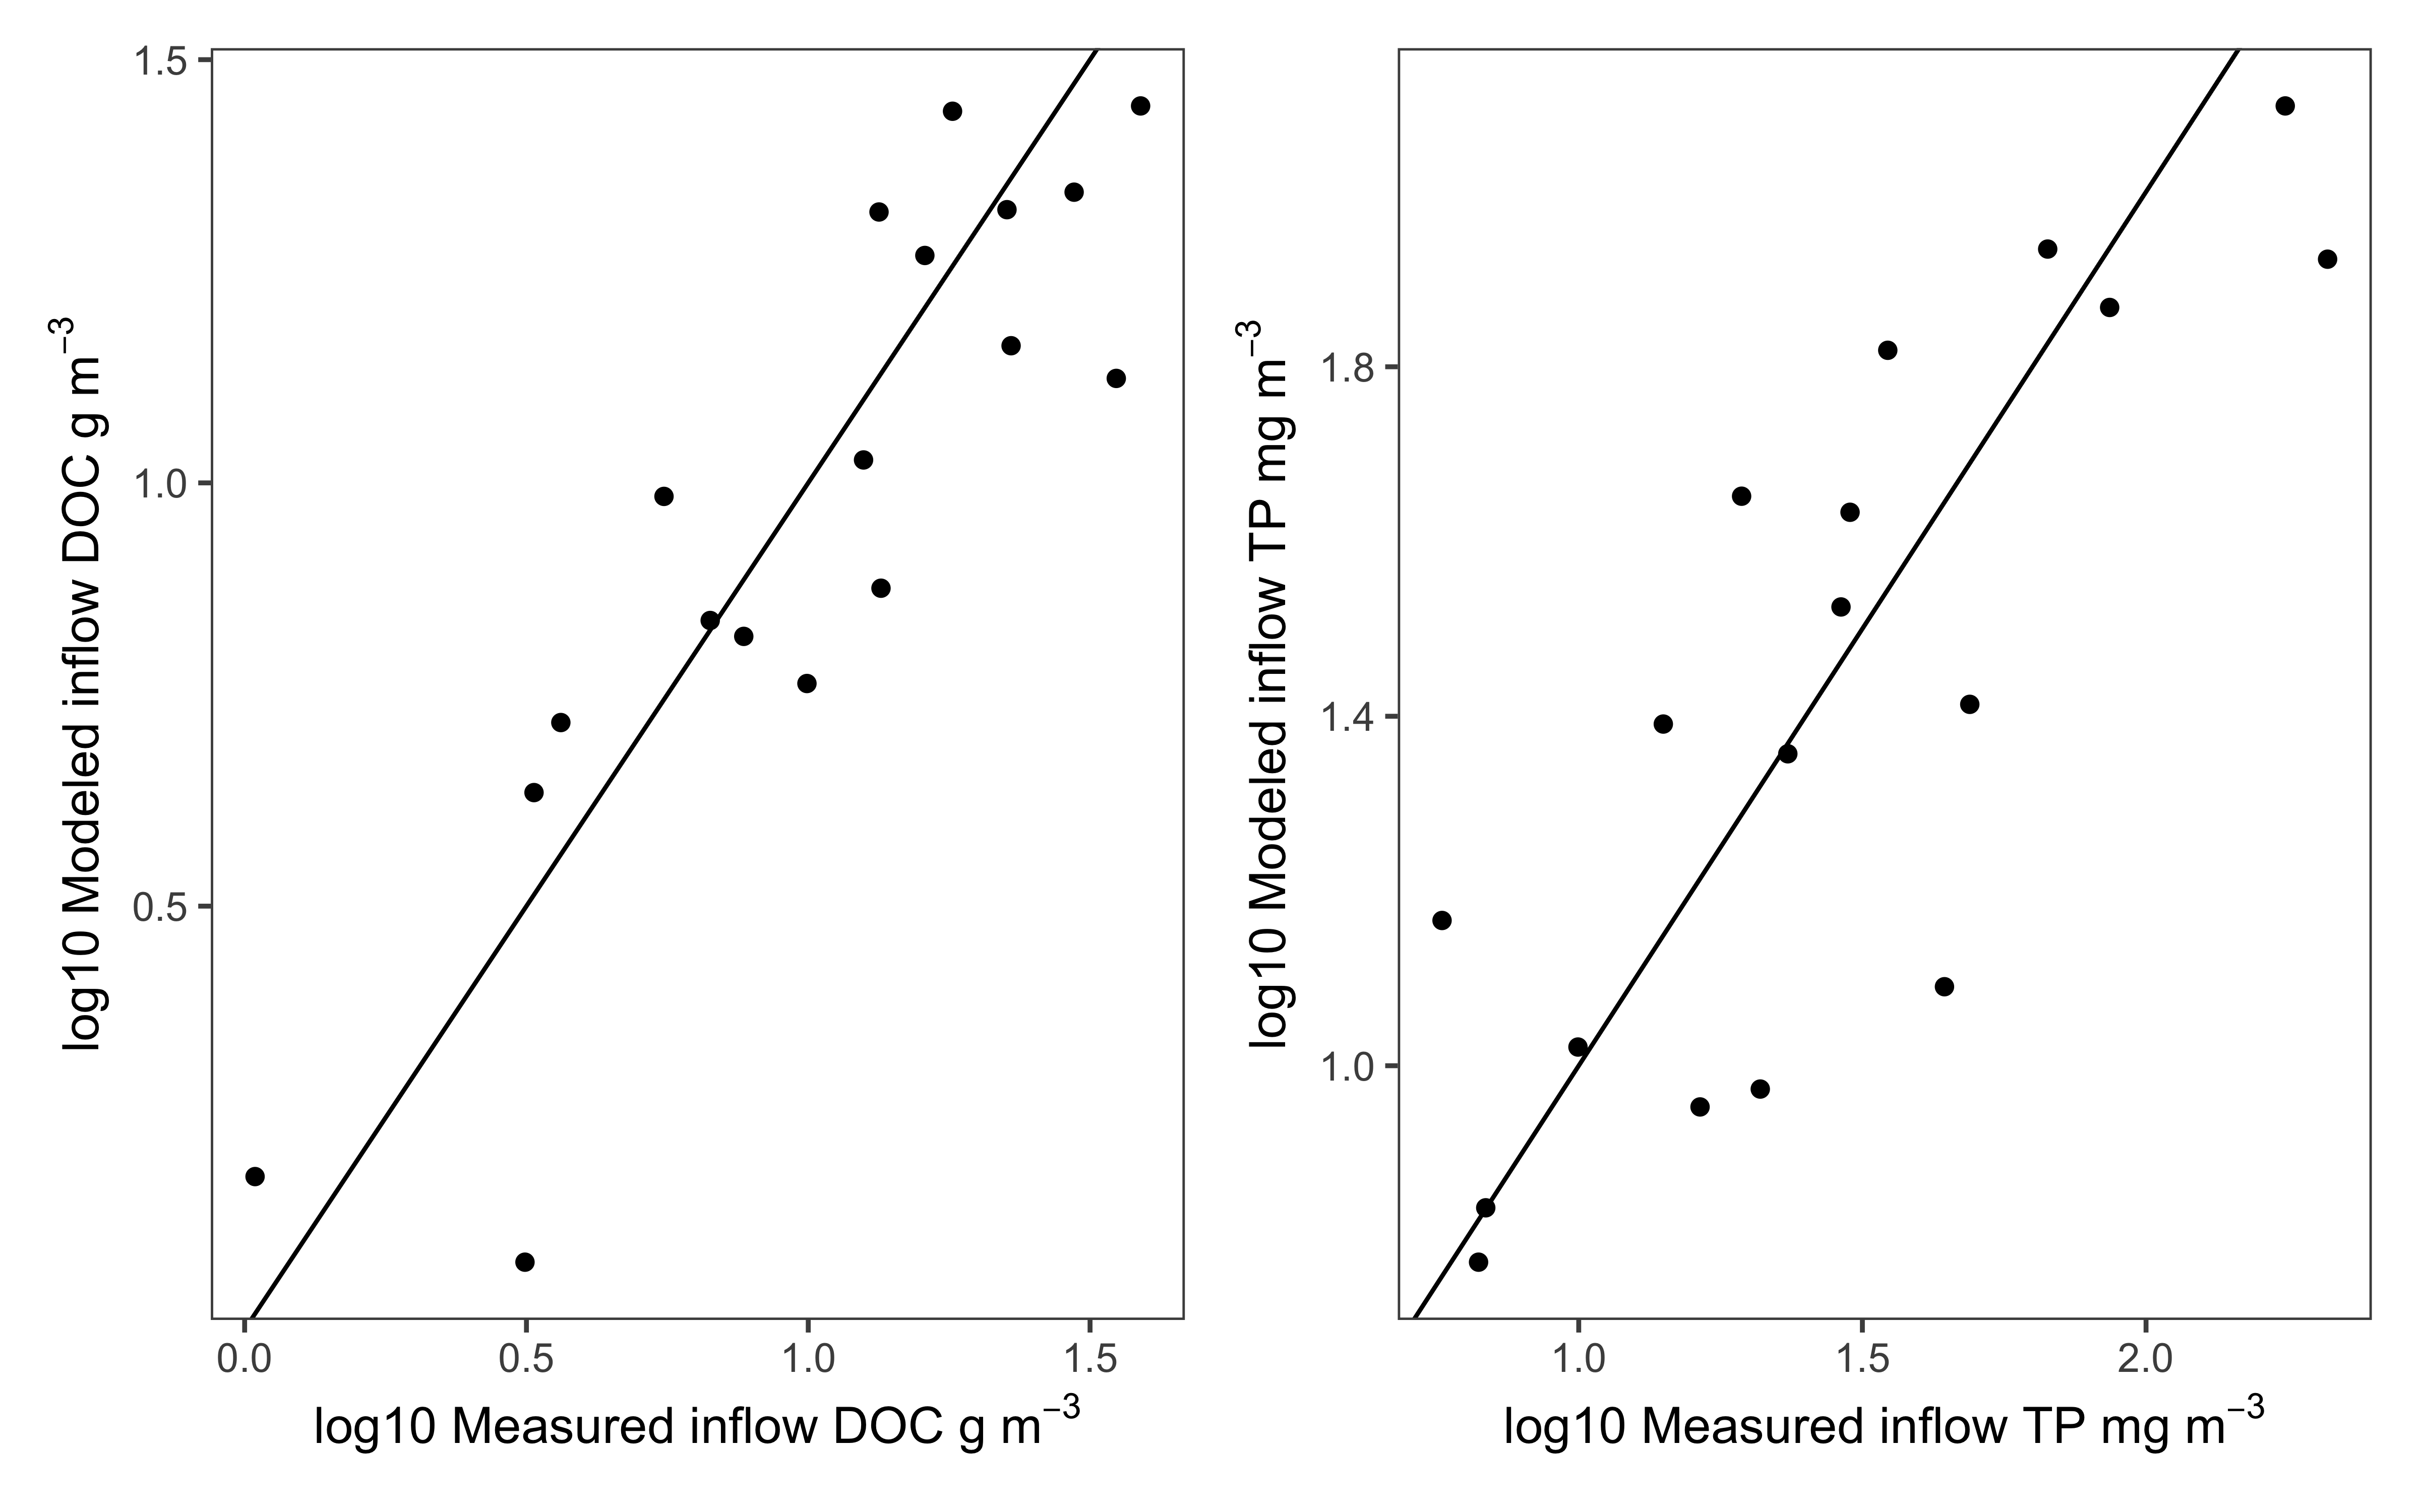 log10 Modeled inflow DOC g m⁻³
1.5
1.0
0.5
0.0 0.5 1.0 1.5
log10 Measured inflow DOC g m⁻³
log10 Modeled inflow TP mg m⁻³
1.8
1.4
1.0
1.0 1.5 2.0
log10 Measured inflow TP mg m⁻³